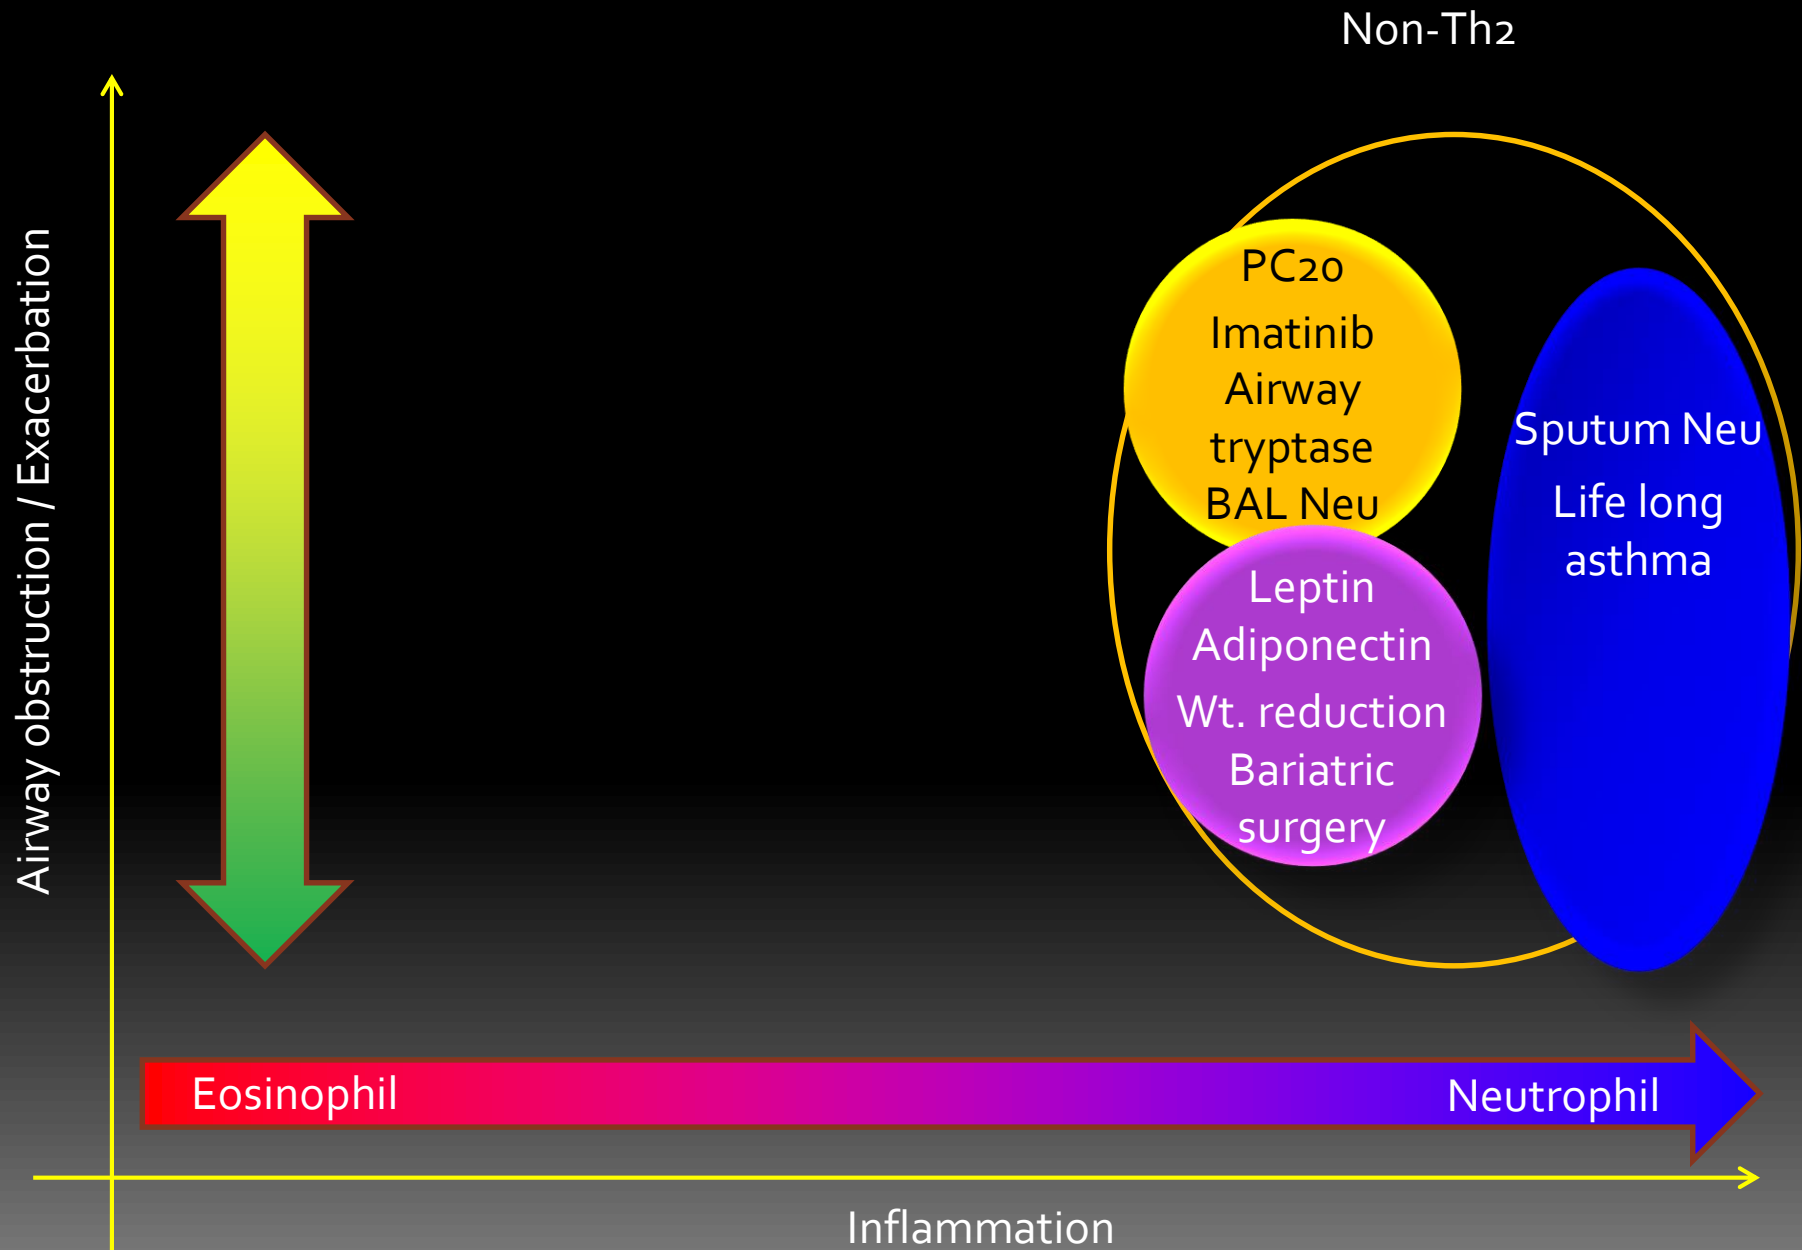 Non-Th2
Airway obstruction / Exacerbation
PC20
Imatinib
Airway
tryptase
BAL Neu
Leptin
Adiponectin
Wt. reduction
Bariatric
surgery
Sputum Neu
Life long
asthma
Eosinophil
Neutrophil
Inflammation